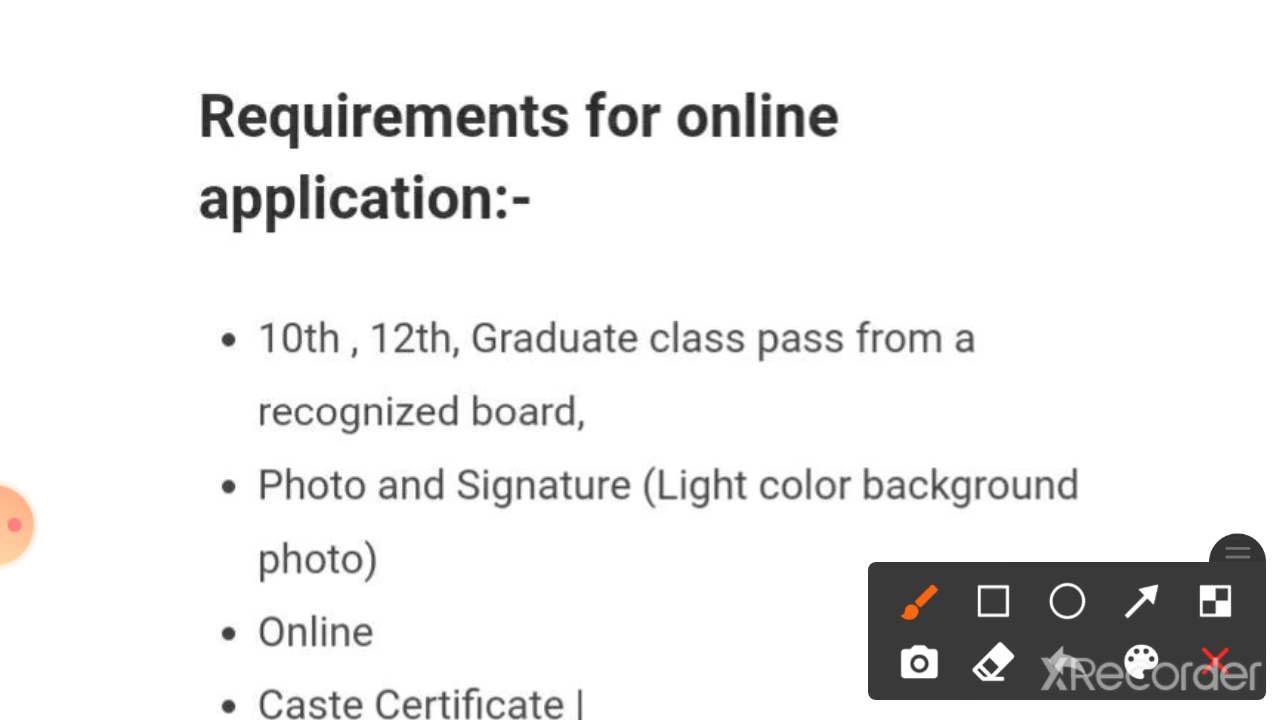 Requirements for online
application:-
10th , 12th, Graduate class pass from a
recognized board,
Photo and Signature (Light color background
photo)
Online
Caste Certificate |
XRecorder